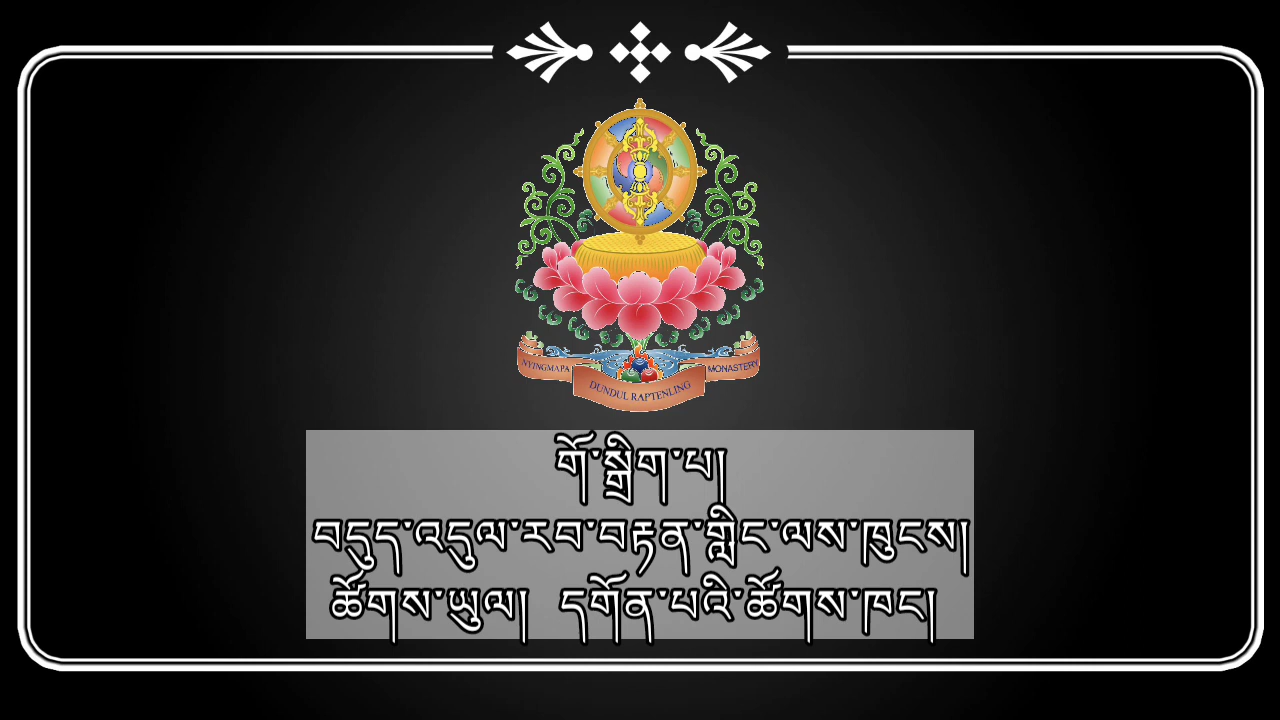 NYINGMAPA
DUNDUL RAPTENLING
MONASTERY
གོ་སྒྲིག་པ།
བདུད་འདུལ་རབ་བརྟན་གླིང་ལས་ཁུངས།
ཚོགས་ཡུལ། དགོན་པའི་ཚོགས་ཁང།